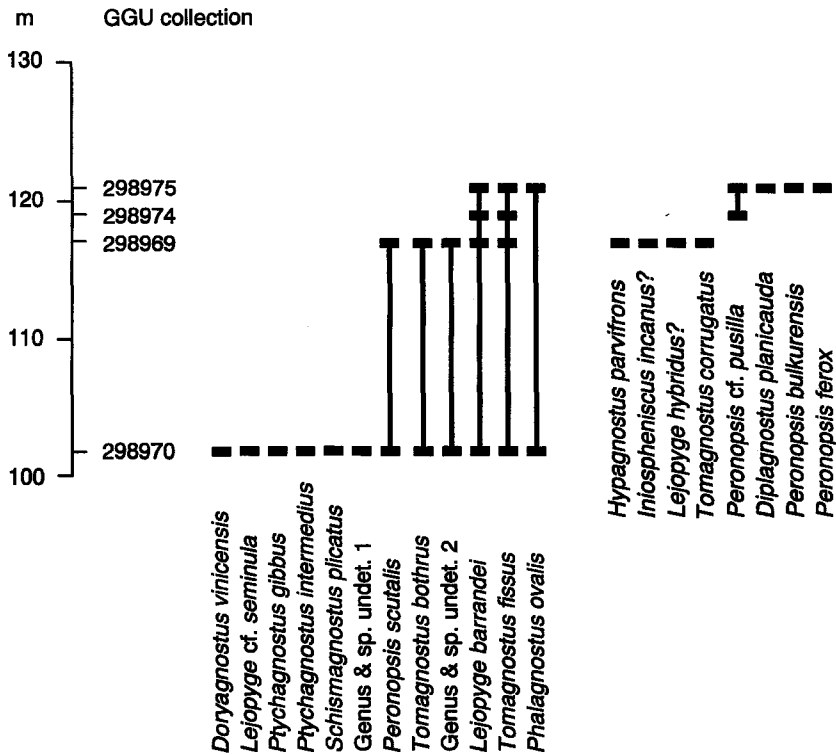 m GGU collection
130
298975
120
298974
298969
110
298970
100
Doryagnostus vinicensis
Lejopyge cf. seminula
Ptychagnostus gibbus
Ptychagnostus intermedius
Schismagnostus plicatus
Genus & sp. undet. 1
Peronopsis scutalis
Tomagnostus bothrus
Genus & sp. undet. 2
Lejopyge barrandei
Tomagnostus fissus
Phalagnostus ovalis
Hypagnostus parvifrons
Iniospheniscus incanus?
Lejopyge hybridus?
Tomagnostus corrugatus
Peronopsis cf. pusilla
Diplagnostus planicauda
Peronopsis bulkurensis
Peronopsis ferox